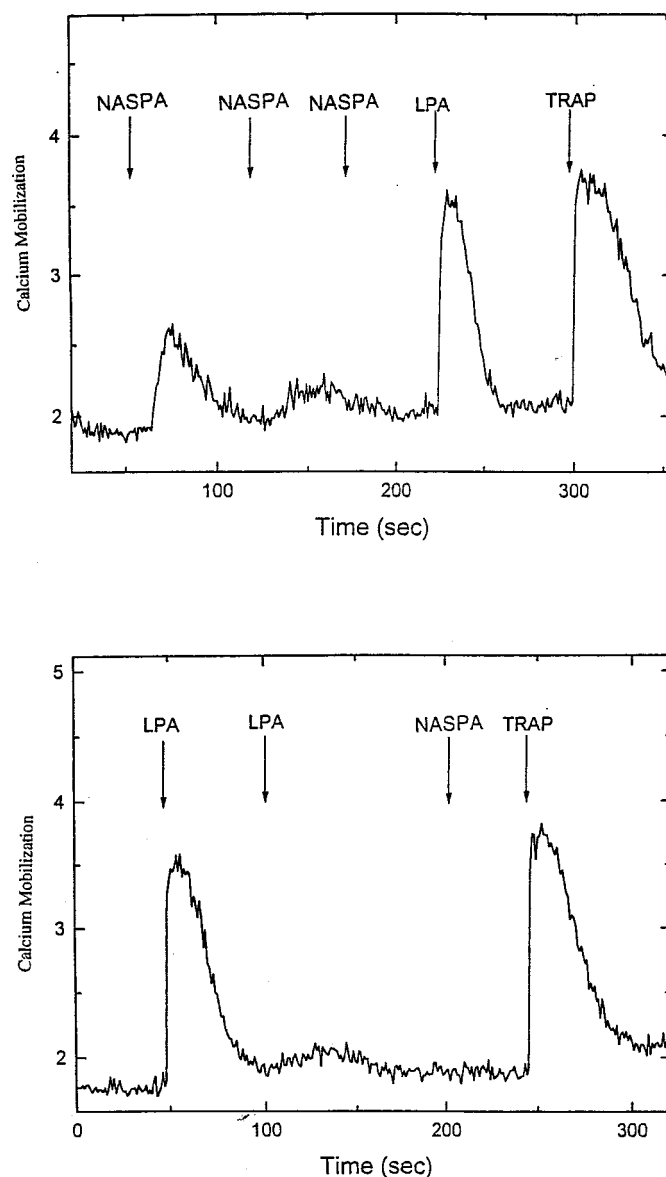 NASPA NASPA NASPA LPA TRAP
4
3
2
Calcium Mobilization
100 200 300
Time (sec)
5
LPA LPA NASPA TRAP
4
3
2
Calcium Mobilization
0 100 200 300
Time (sec)